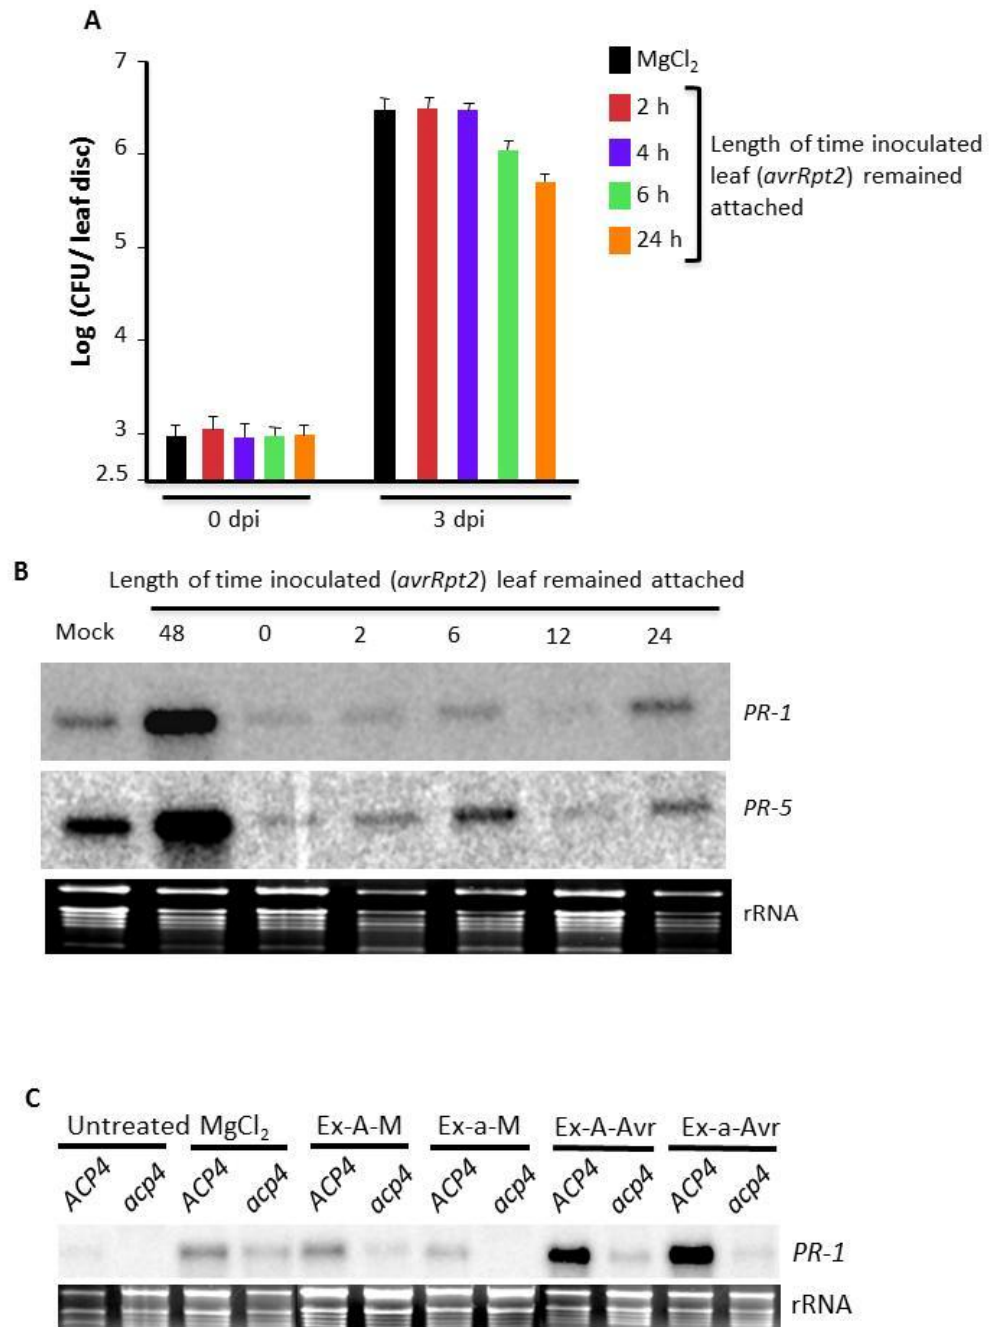 A
7
6
5
4
3
2.5
Log (CFU/ leaf disc)
0 dpi
3 dpi
MgCl2
2 h
4 h
6 h
24 h
Length of time inoculated
leaf (avrRpt2) remained
attached
B
Length of time inoculated (avrRpt2) leaf remained attached
Mock 48 0 2 6 12 24
PR-1
PR-5
rRNA
C
Untreated MgCl2 Ex-A-M Ex-a-M Ex-A-Avr Ex-a-Avr
ACP4 acp4 ACP4 acp4 ACP4 acp4 ACP4 acp4 ACP4 acp4 ACP4 acp4
PR-1
rRNA